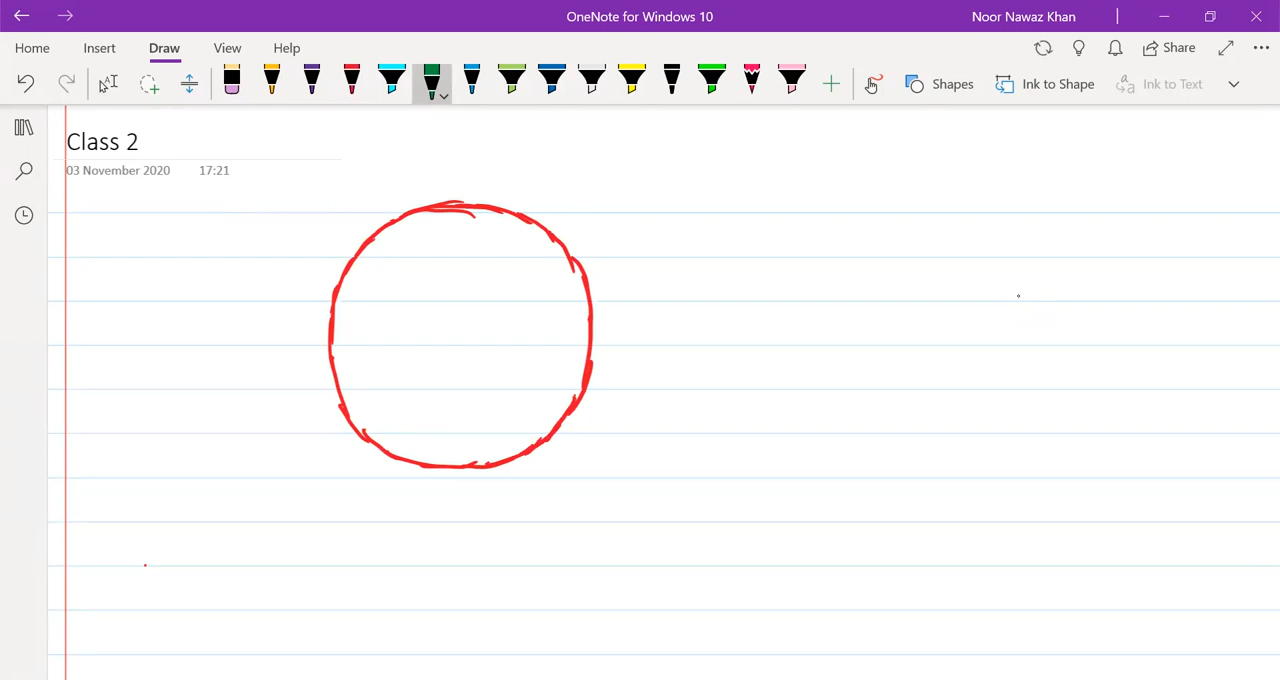 OneNote for Windows 10
Noor Nawaz Khan
Home Insert Draw View Help
Share
Shapes Ink to Shape Ink to Text
Class 2
03 November 2020 17:21